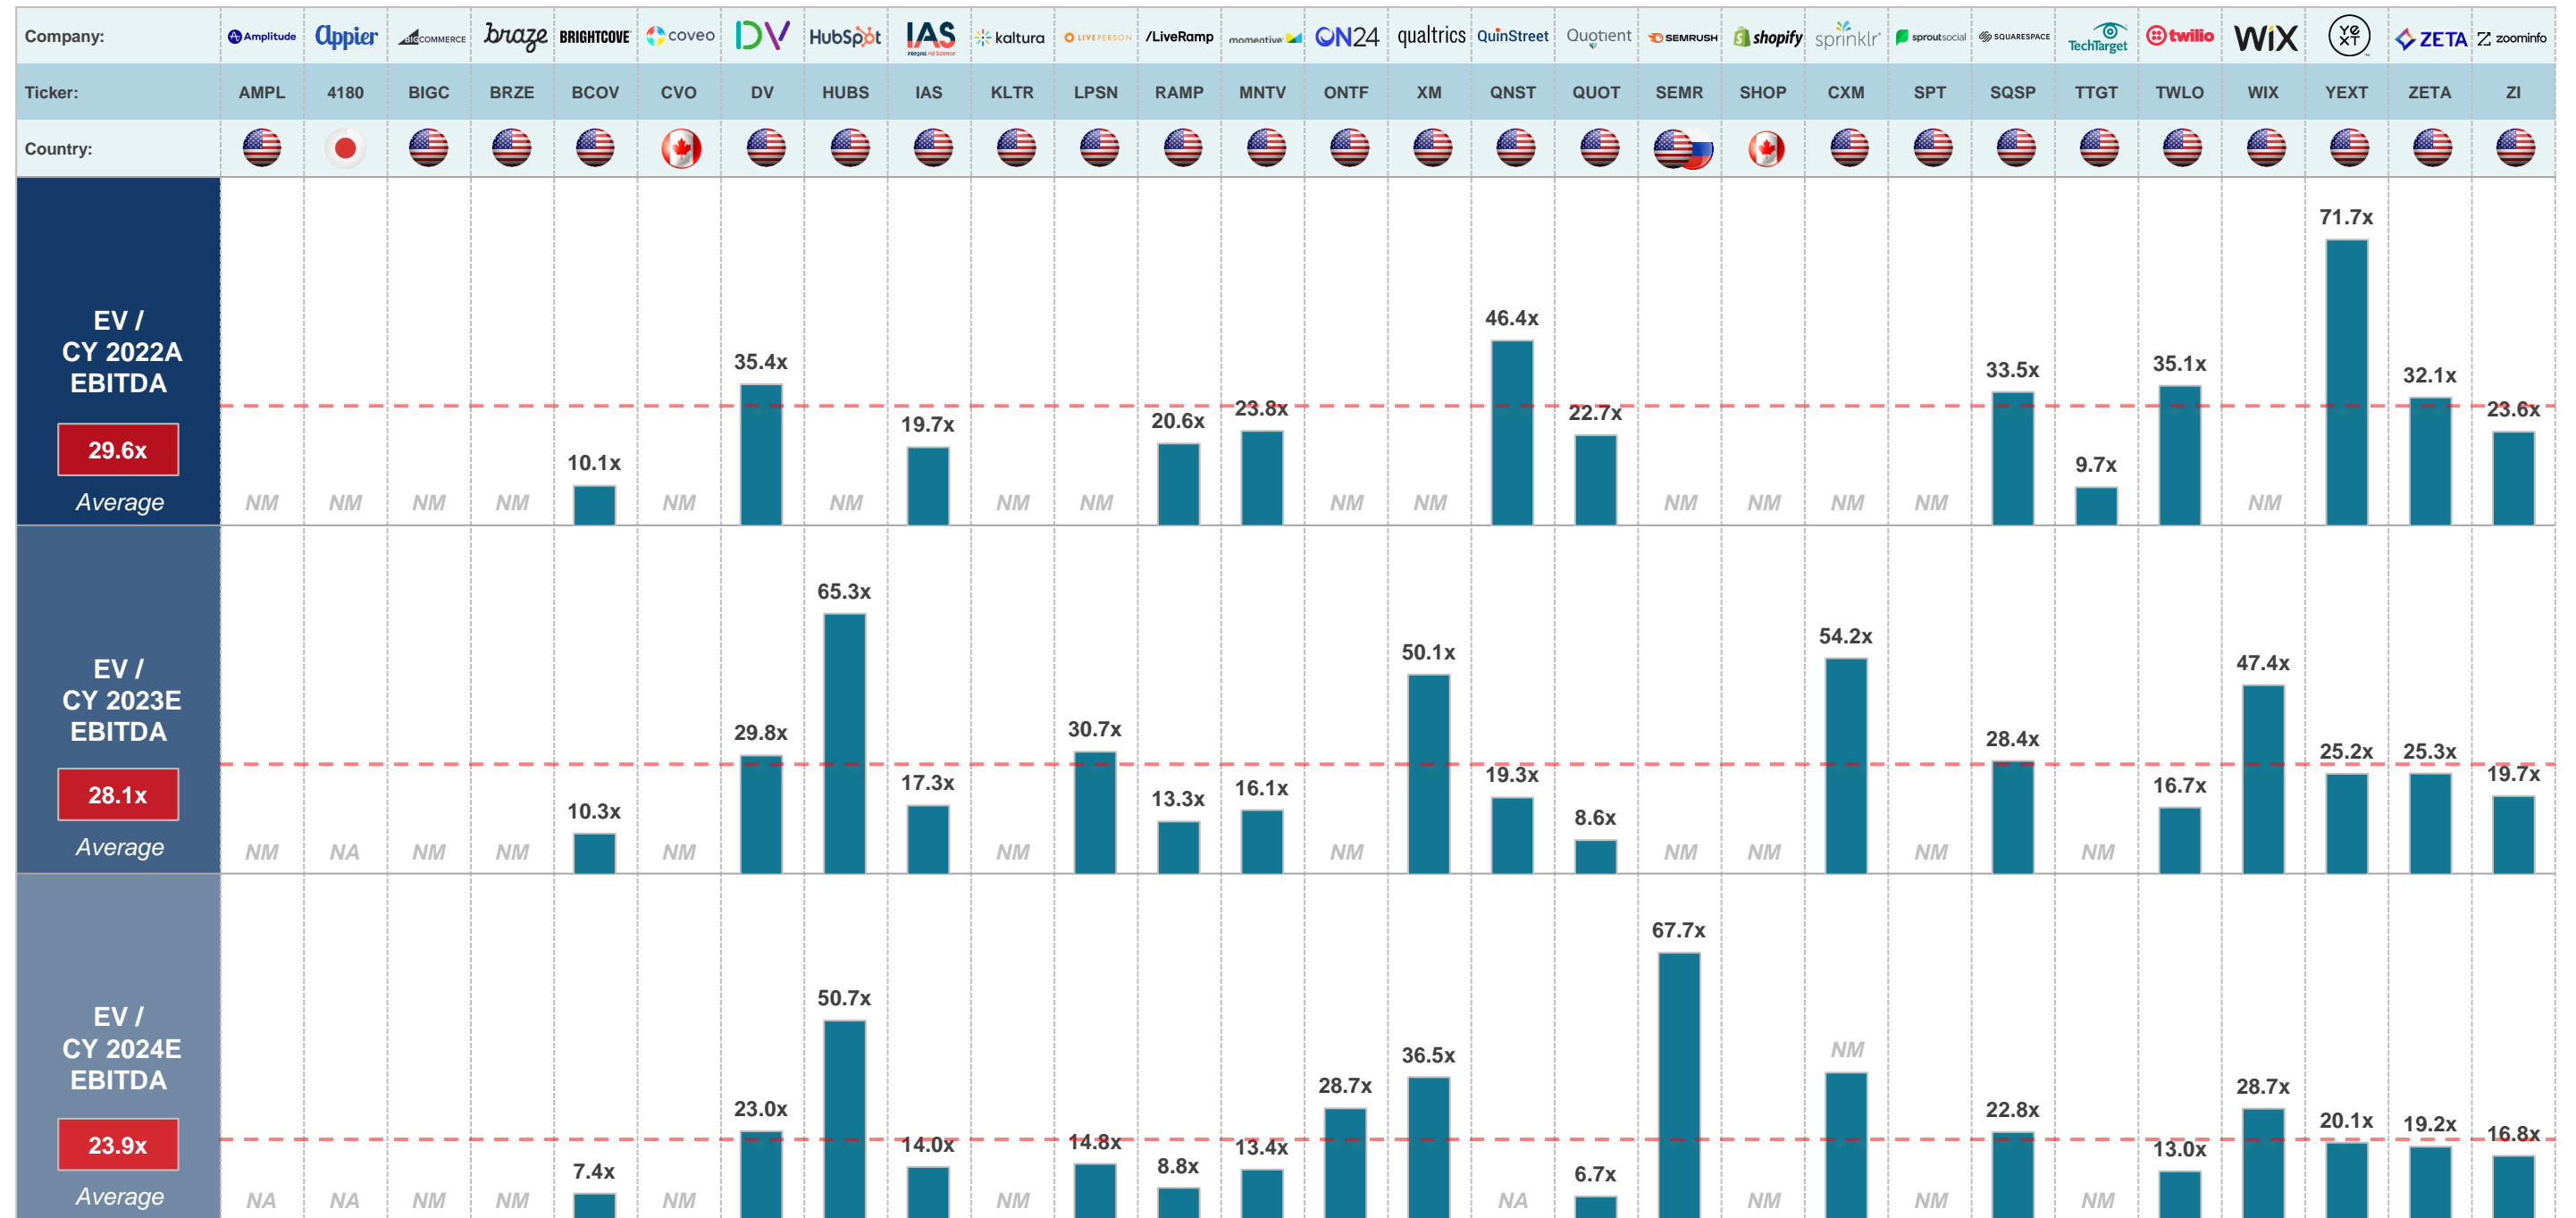 Company: Amplitude Appier BIGCOMMERCE braze BRIGHTCOVE coveo DV HubSpot IAS kaltura LIVEPERSON /LiveRamp momentive ON24 qualtrics QuinStreet Quotient SEMRUSH shopify sprinklr sproutsocial SQUARESPACE TechTarget twilio WiX YEXT ZETA zoominfo
Ticker: AMPL 4180 BIGC BRZE BCOV CVO DV HUBS IAS KLTR LPSN RAMP MNTV ONTF XM QNST QUOT SEMR SHOP CXM SPT SQSP TTGT TWLO WIX YEXT ZETA ZI
Country:
EV /
CY 2022A
EBITDA
29.6x
Average
NM NM NM NM 10.1x NM 35.4x NM 19.7x NM NM 20.6x 23.8x NM NM 46.4x 22.7x NM NM NM NM 33.5x 9.7x 35.1x NM 71.7x 32.1x 23.6x
EV /
CY 2023E
EBITDA
28.1x
Average
NM NA NM NM 10.3x NM 29.8x 65.3x 17.3x NM 30.7x 13.3x 16.1x NM 50.1x 19.3x 8.6x NM NM 54.2x NM 28.4x NM 16.7x 47.4x 25.2x 25.3x 19.7x
EV /
CY 2024E
EBITDA
23.9x
Average
NA NA NM NM 7.4x NM 23.0x 50.7x 14.0x NM 14.8x 8.8x 13.4x 28.7x 36.5x NA 6.7x 67.7x NM NM NM 22.8x NM 13.0x 28.7x 20.1x 19.2x 16.8x